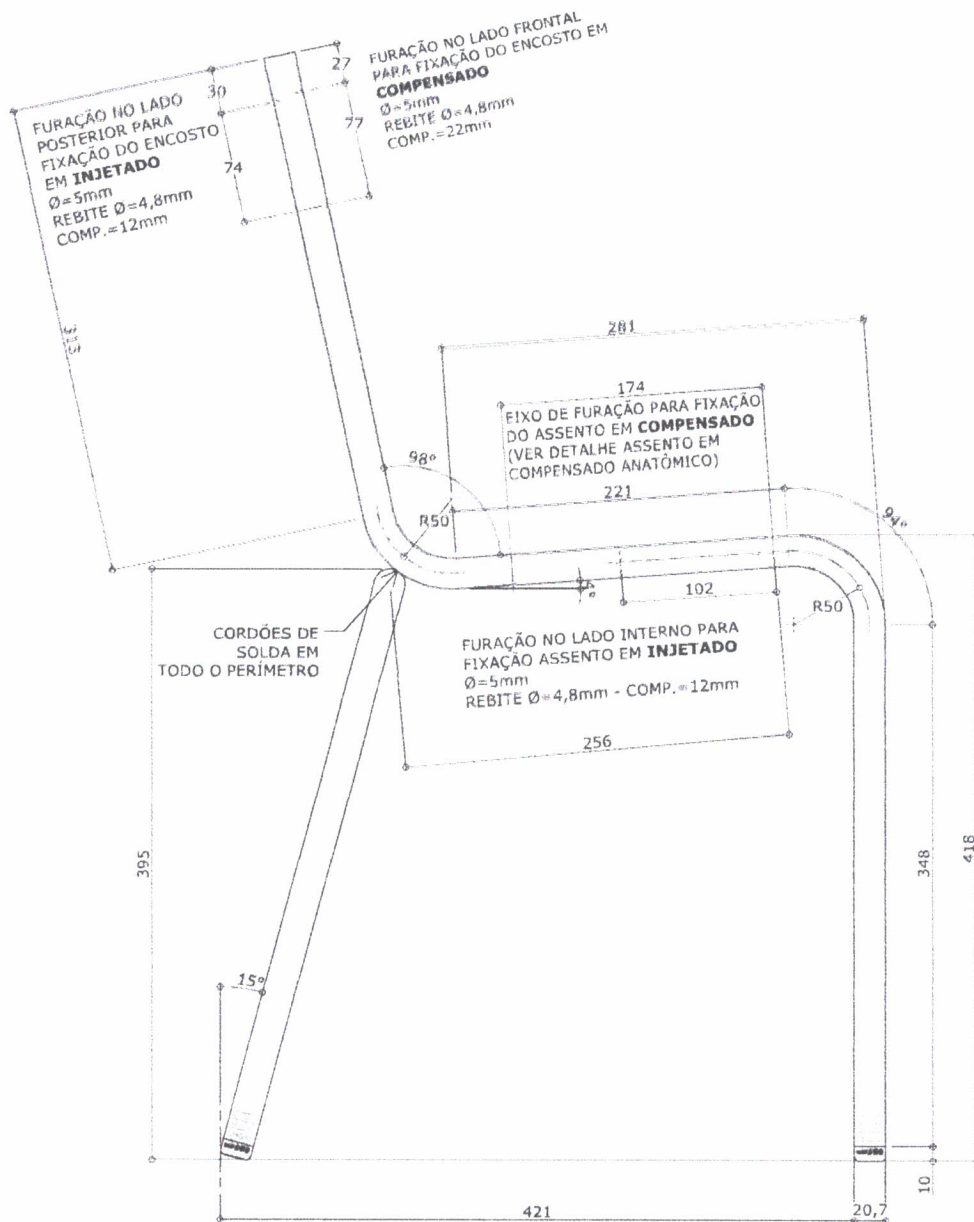 FURAÇÃO NO LADO FRONTAL
PARA FIXAÇÃO DO ENCOSTO EM
COMPENSADO
Ø=5mm
REBITE Ø=4,8mm
COMP.=22mm
27
77
30
74
FURAÇÃO NO LADO
POSTERIOR PARA
FIXAÇÃO DO ENCOSTO
EM INJETADO
Ø=5mm
REBITE Ø=4,8mm
COMP.=12mm
281
174
EIXO DE FURAÇÃO PARA FIXAÇÃO
DO ASSENTO EM COMPENSADO
(VER DETALHE ASSENTO EM
COMPENSADO ANATÔMICO)
98º
221
R50
94º
102
R50
CORDÕES DE
SOLDA EM
TODO O PERÍMETRO
FURAÇÃO NO LADO INTERNO PARA
FIXAÇÃO ASSENTO EM INJETADO
Ø=5mm
REBITE Ø=4,8mm - COMP.=12mm
256
395
348
418
15º
10
421
20,7